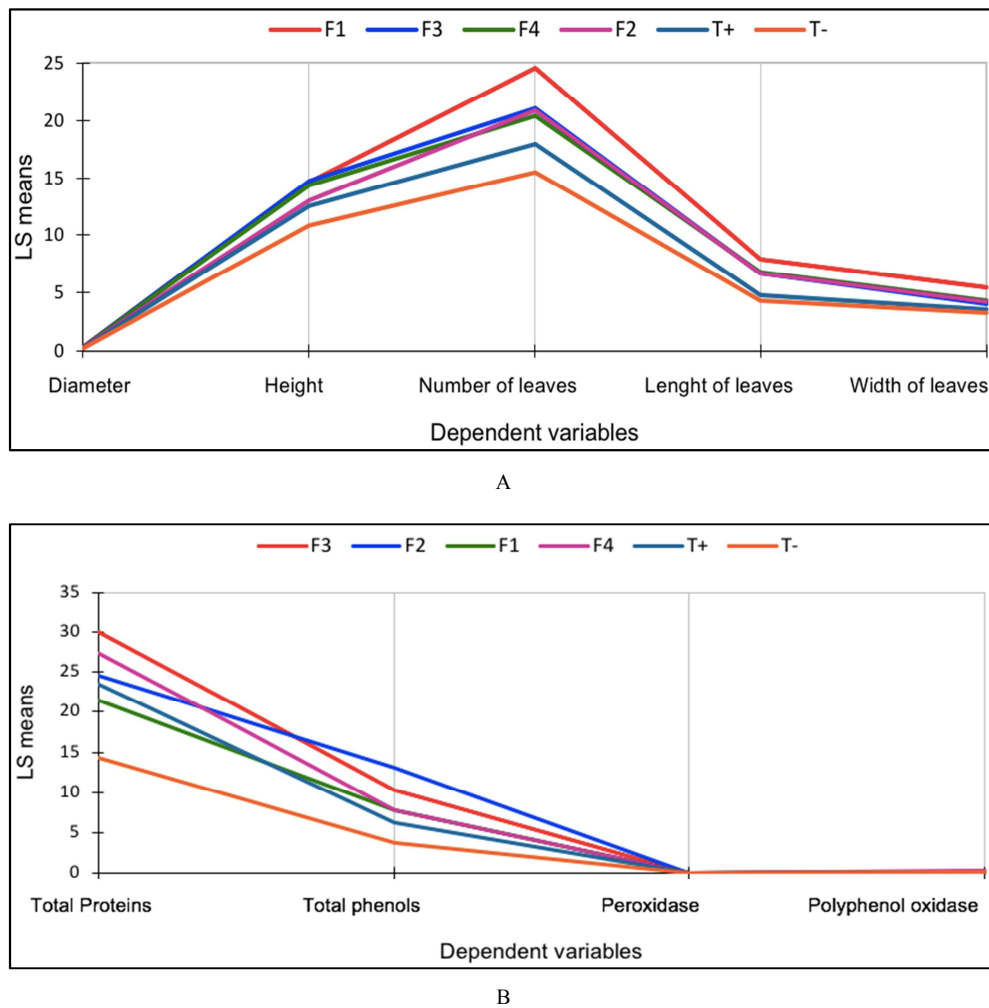 F1 F3 F4 F2 T+ T-
25
20
15
10
5
0
LS means
Diameter Height Number of leaves Lenght of leaves Width of leaves
Dependent variables
A
F3 F2 F1 F4 T+ T-
35
30
25
20
15
10
5
0
LS means
Total Proteins Total phenols Peroxidase Polyphenol oxidase
Dependent variables
B